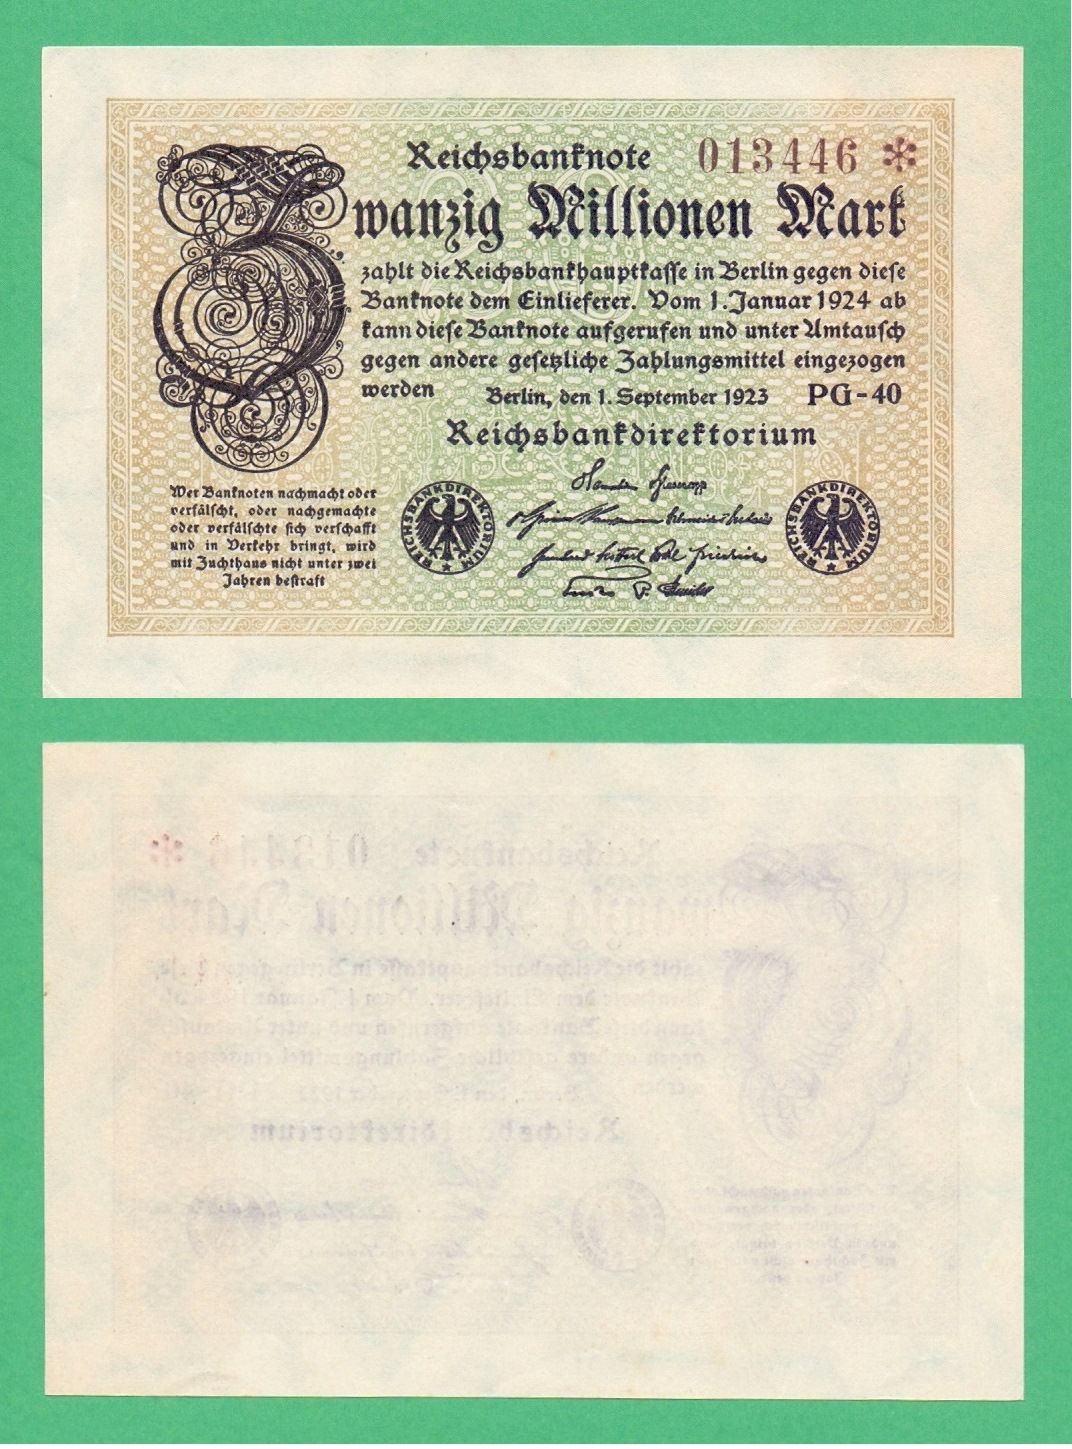 Reichsbanknote 013446 *
Zwanzig Millionen Mark
zahlt die Reichsbankhauptkasse in Berlin gegen diese
Banknote dem Einlieferer. Vom 1. Januar 1924 ab
kann diese Banknote aufgerufen und unter Umtausch
gegen andere gesetzliche Zahlungsmittel eingezogen
werden
Berlin, den 1. September 1923 PG-40
Reichsbankdirektorium
Wer Banknoten nachmacht oder
verfälscht, oder nachgemachte
oder verfälschte sich verschafft
und in Verkehr bringt, wird
mit Zuchthaus nicht unter zwei
Jahren bestraft
REICHSBANKDIREKTORIUM
REICHSBANKDIREKTORIUM